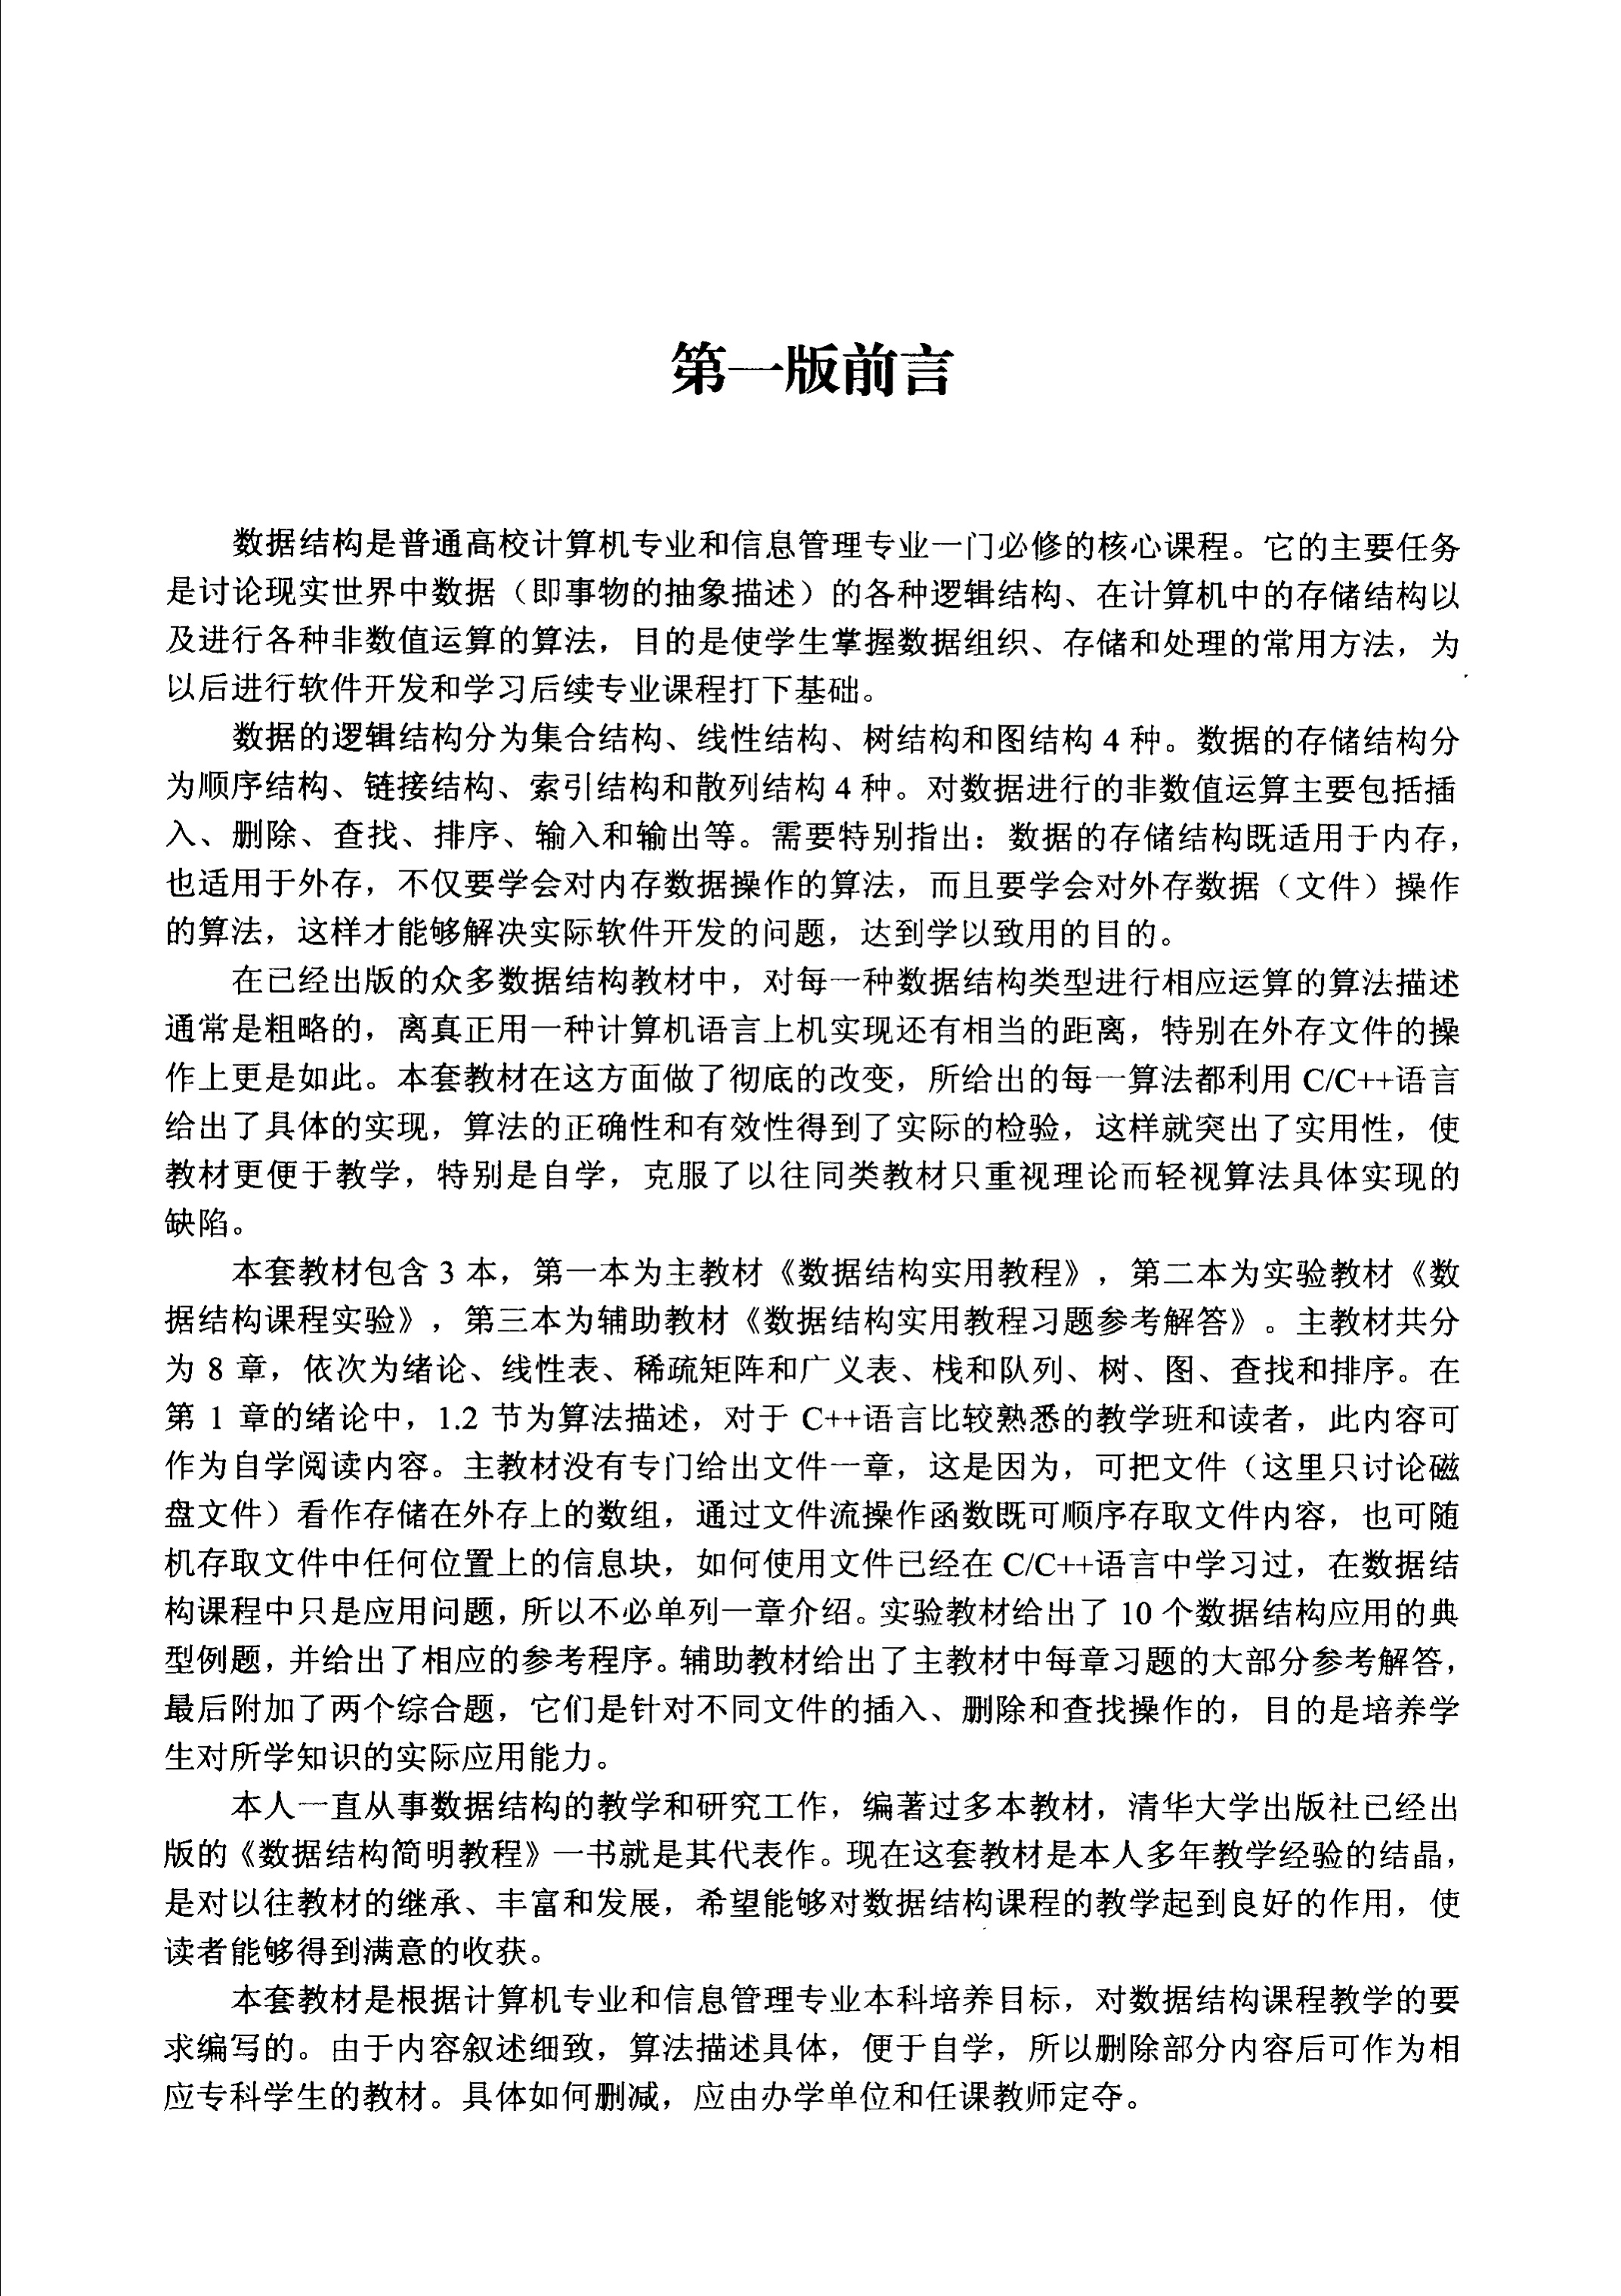 第一版前言
数据结构是普通高校计算机专业和信息管理专业一门必修的核心课程。它的主要任务
是讨论现实世界中数据（即事物的抽象描述）的各种逻辑结构、在计算机中的存储结构以
及进行各种非数值运算的算法，目的是使学生掌握数据组织、存储和处理的常用方法，为
以后进行软件开发和学习后续专业课程打下基础。
数据的逻辑结构分为集合结构、线性结构、树结构和图结构 4 种。数据的存储结构分
为顺序结构、链接结构、索引结构和散列结构 4 种。对数据进行的非数值运算主要包括插
入、删除、查找、排序、输入和输出等。需要特别指出：数据的存储结构既适用于内存，
也适用于外存，不仅要学会对内存数据操作的算法，而且要学会对外存数据（文件）操作
的算法，这样才能够解决实际软件开发的问题，达到学以致用的目的。
在已经出版的众多数据结构教材中，对每一种数据结构类型进行相应运算的算法描述
通常是粗略的，离真正用一种计算机语言上机实现还有相当的距离，特别在外存文件的操
作上更是如此。本套教材在这方面做了彻底的改变，所给出的每一算法都利用 C/C++语言
给出了具体的实现，算法的正确性和有效性得到了实际的检验，这样就突出了实用性，使
教材更便于教学，特别是自学，克服了以往同类教材只重视理论而轻视算法具体实现的
缺陷。
本套教材包含 3 本，第一本为主教材《数据结构实用教程》，第二本为实验教材《数
据结构课程实验》，第三本为辅助教材《数据结构实用教程习题参考解答》。主教材共分
为 8 章，依次为绪论、线性表、稀疏矩阵和广义表、栈和队列、树、图、查找和排序。在
第 1 章的绪论中，1.2 节为算法描述，对于 C++语言比较熟悉的教学班和读者，此内容可
作为自学阅读内容。主教材没有专门给出文件一章，这是因为，可把文件（这里只讨论磁
盘文件）看作存储在外存上的数组，通过文件流操作函数既可顺序存取文件内容，也可随
机存取文件中任何位置上的信息块，如何使用文件已经在 C/C++语言中学习过，在数据结
构课程中只是应用问题，所以不必单列一章介绍。实验教材给出了 10 个数据结构应用的典
型例题，并给出了相应的参考程序。辅助教材给出了主教材中每章习题的大部分参考解答，
最后附加了两个综合题，它们是针对不同文件的插入、删除和查找操作的，目的是培养学
生对所学知识的实际应用能力。
本人一直从事数据结构的教学和研究工作，编著过多本教材，清华大学出版社已经出
版的《数据结构简明教程》一书就是其代表作。现在这套教材是本人多年教学经验的结晶，
是对以往教材的继承、丰富和发展，希望能够对数据结构课程的教学起到良好的作用，使
读者能够得到满意的收获。
本套教材是根据计算机专业和信息管理专业本科培养目标，对数据结构课程教学的要
求编写的。由于内容叙述细致，算法描述具体，便于自学，所以删除部分内容后可作为相
应专科学生的教材。具体如何删减，应由办学单位和任课教师定夺。